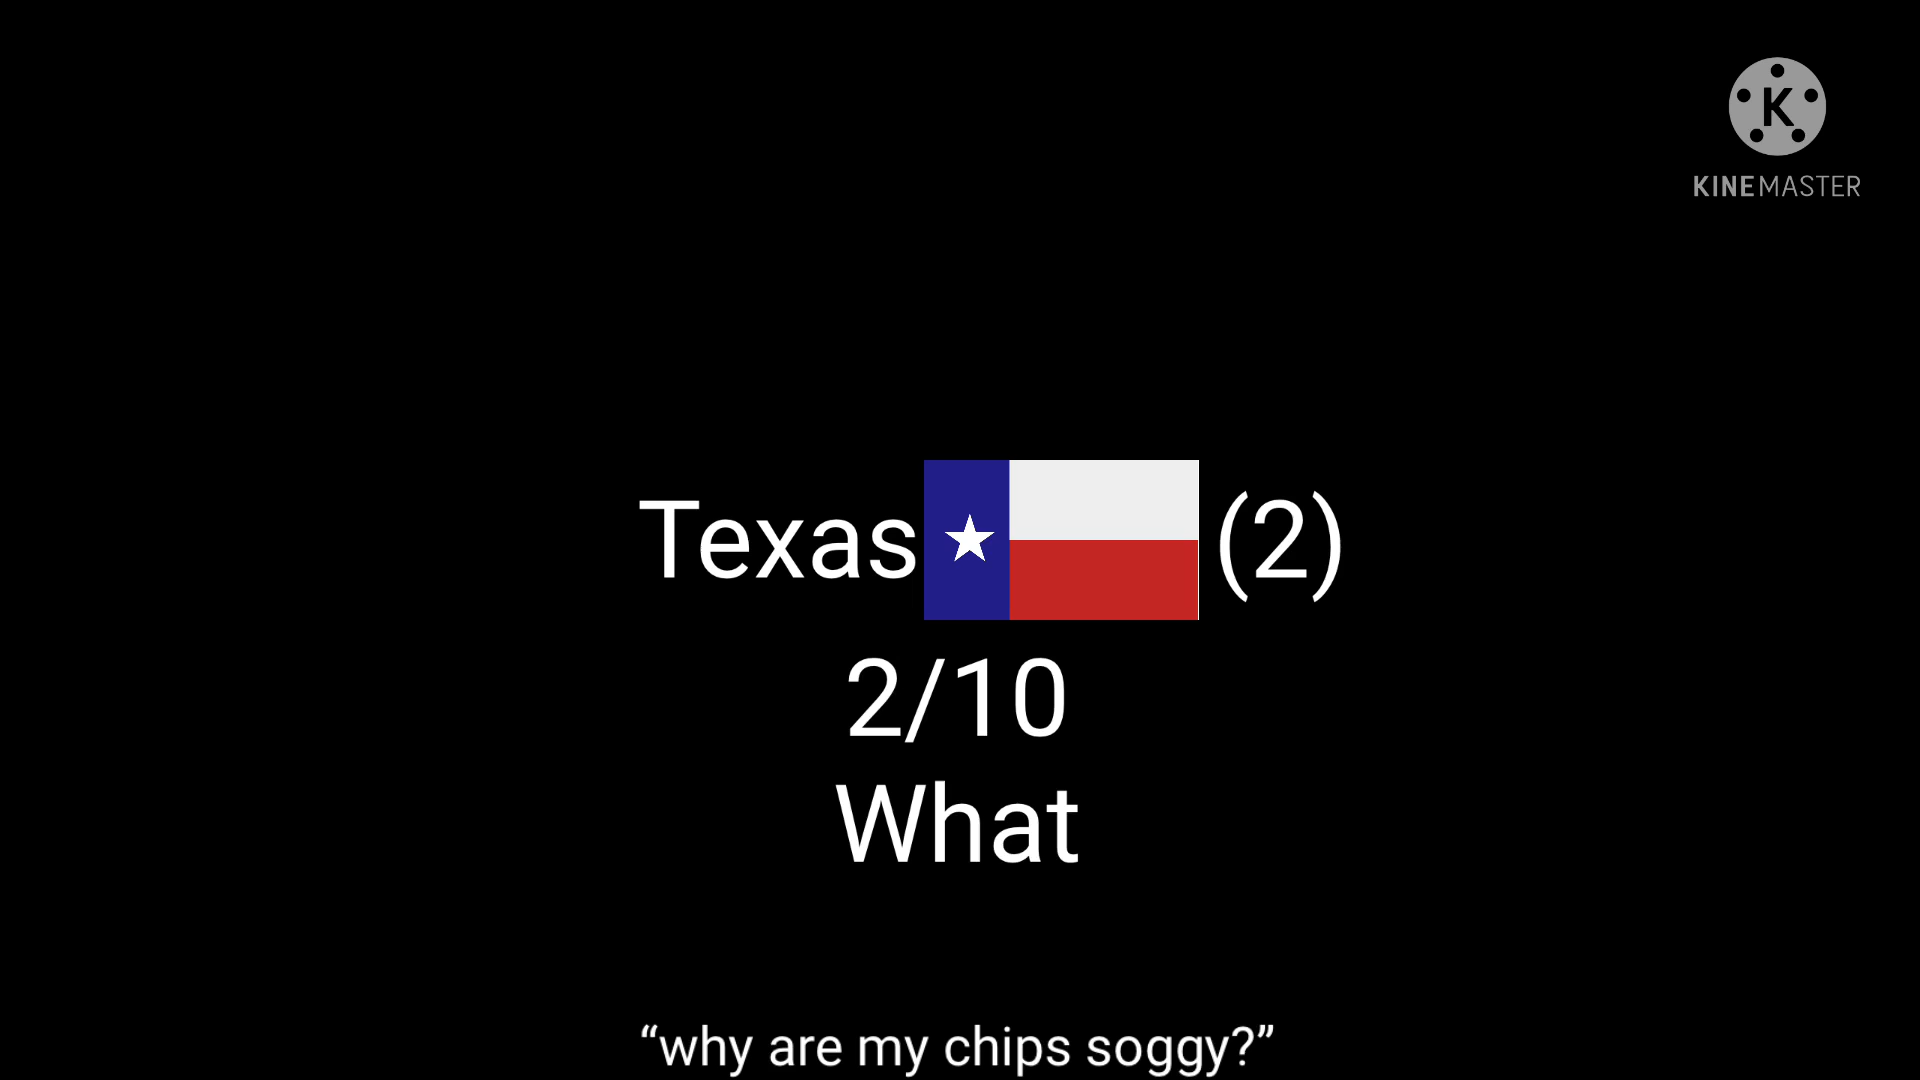 K
KINEMASTER
Texas (2)
2/10
What
“why are my chips soggy?”